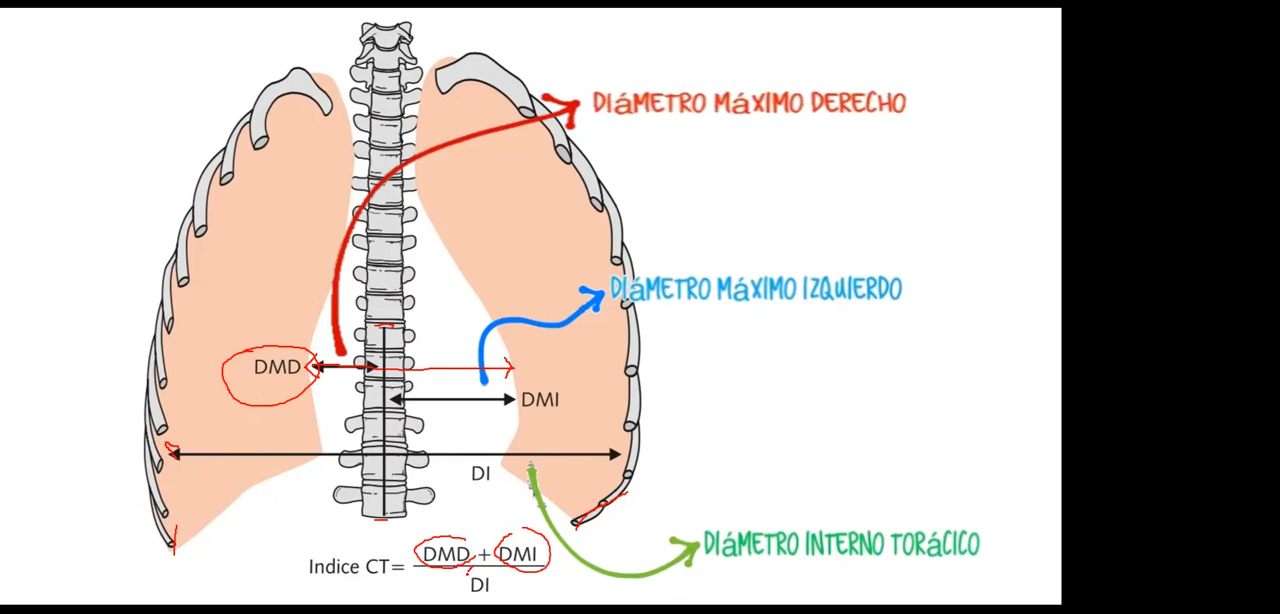 DIáMETRO MáXIMO DERECHO
DIáMETRO MáXIMO IZQUIERDO
DMD
DMI
DI
DIáMETRO INTERNO TORáCICO
Indice CT= DMD + DMI
DI